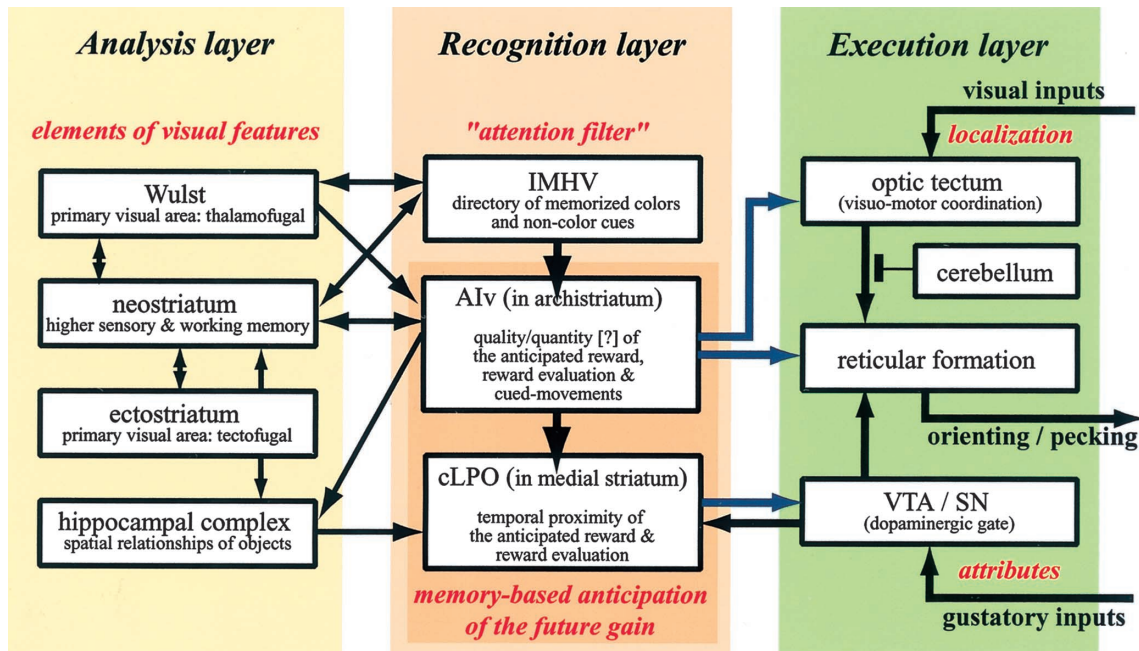 Analysis layer
elements of visual features
Wulst
primary visual area: thalamofugal
neostriatum
higher sensory & working memory
ectostriatum
primary visual area: tectofugal
hippocampal complex
spatial relationships of objects
Recognition layer
"attention filter"
IMHV
directory of memorized colors
and non-color cues
AIv (in archistriatum)
quality/quantity [?] of
the anticipated reward,
reward evaluation &
cued-movements
cLPO (in medial striatum)
temporal proximity of
the anticipated reward &
reward evaluation
memory-based anticipation
of the future gain
Execution layer
visual inputs
localization
optic tectum
(visuo-motor coordination)
cerebellum
reticular formation
orienting / pecking
VTA / SN
(dopaminergic gate)
attributes
gustatory inputs